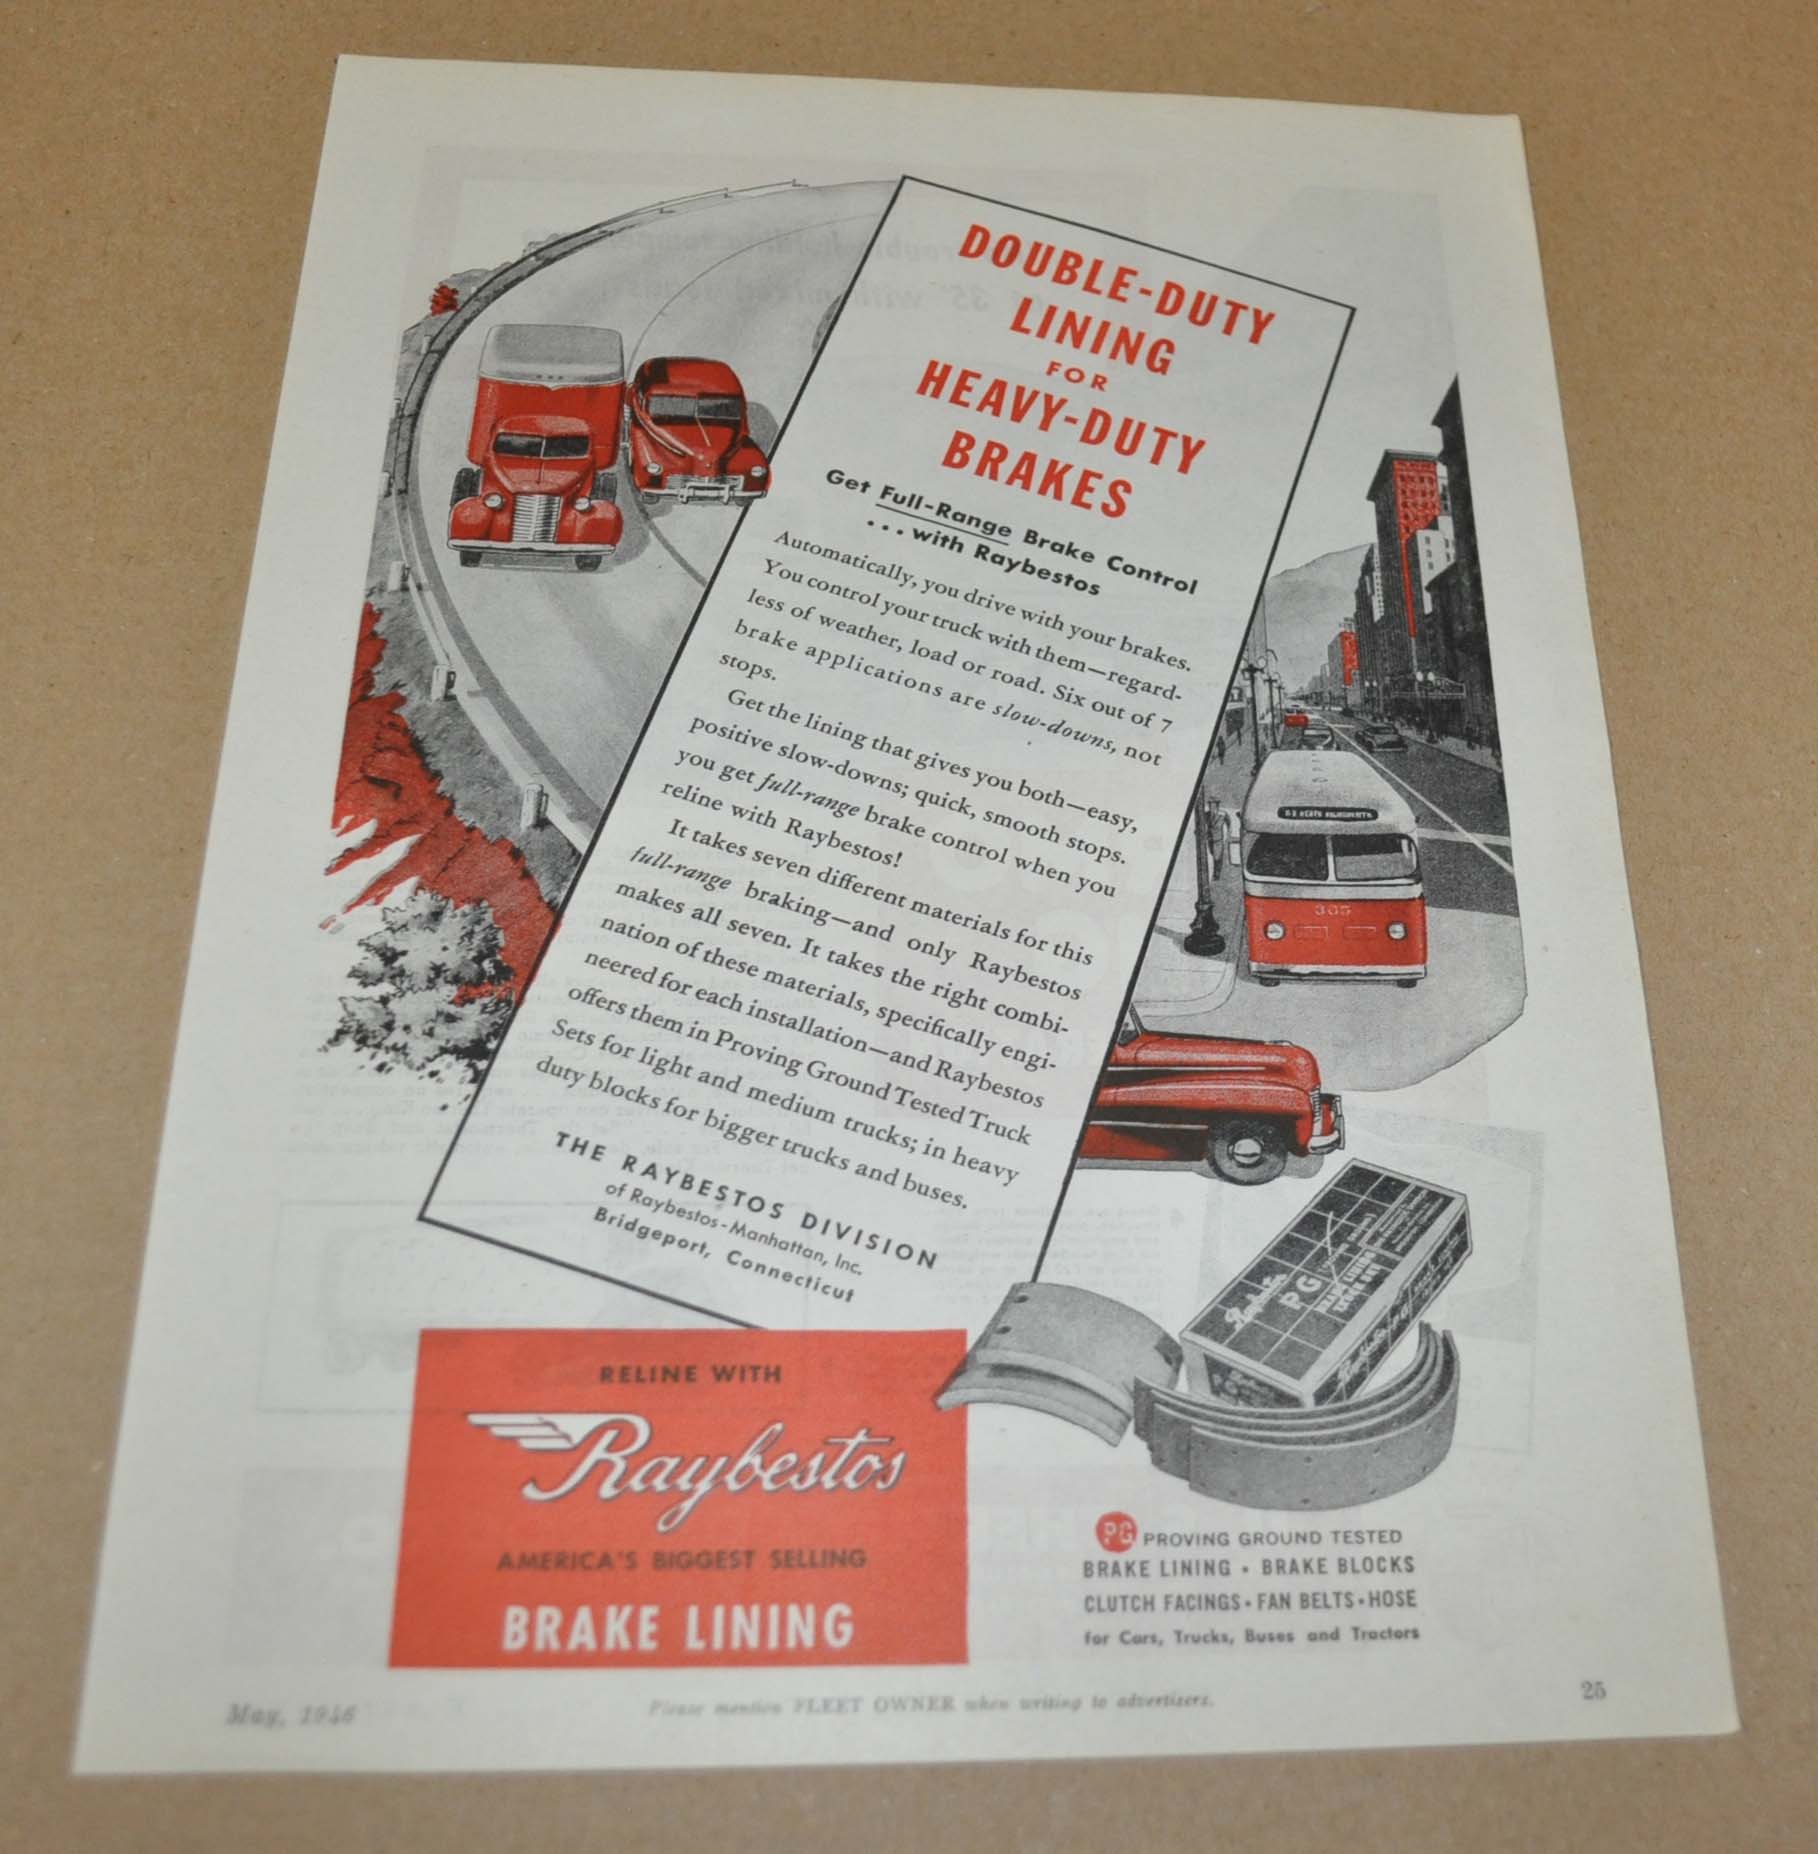 DOUBLE-DUTY
LINING
FOR
HEAVY-DUTY
BRAKES
Get Full-Range Brake Control
...with Raybestos
Automatically, you drive with your brakes.
You control your truck with them—regard-
less of weather, load or road. Six out of 7
brake applications are slow-downs, not
stops.
Get the lining that gives you both—easy,
positive slow-downs; quick, smooth stops.
you get full-range brake control when you
reline with Raybestos!
It takes seven different materials for this
full-range braking—and only Raybestos
makes all seven. It takes the right combi-
nation of these materials, specifically engi-
neered for each installation—and Raybestos
offers them in Proving Ground Tested Truck
Sets for light and medium trucks; in heavy
duty blocks for bigger trucks and buses.
THE RAYBESTOS DIVISION
of Raybestos-Manhattan, Inc.
Bridgeport, Connecticut
305
Raybestos
PG
BRAKE LINING
RELINE WITH
Raybestos
AMERICA'S BIGGEST SELLING
BRAKE LINING
PG PROVING GROUND TESTED
BRAKE LINING • BRAKE BLOCKS
CLUTCH FACINGS • FAN BELTS • HOSE
for Cars, Trucks, Buses and Tractors
May, 1946
Please mention FLEET OWNER when writing to advertisers.
25